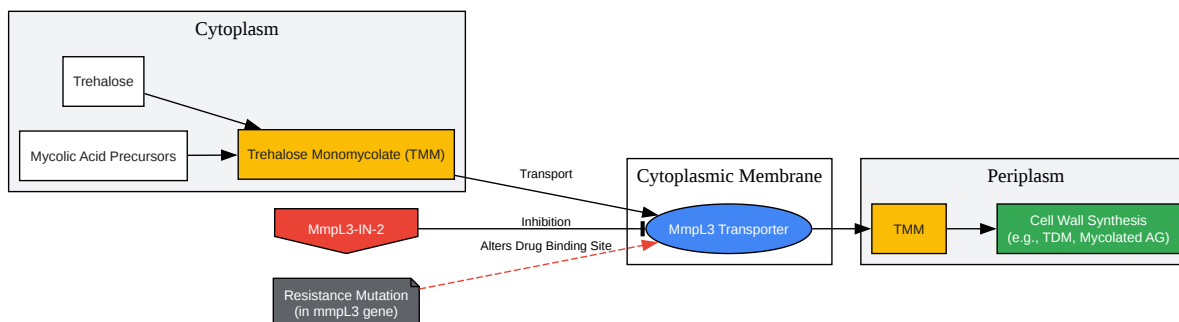 Cytoplasm
Trehalose
Mycolic Acid Precursors
Trehalose Monomycolate (TMM)
Transport
Cytoplasmic Membrane
Periplasm
MmpL3-IN-2
Inhibition
MmpL3 Transporter
TMM
Cell Wall Synthesis
(e.g., TDM, Mycolated AG)
Alters Drug Binding Site
Resistance Mutation
(in mmpL3 gene)